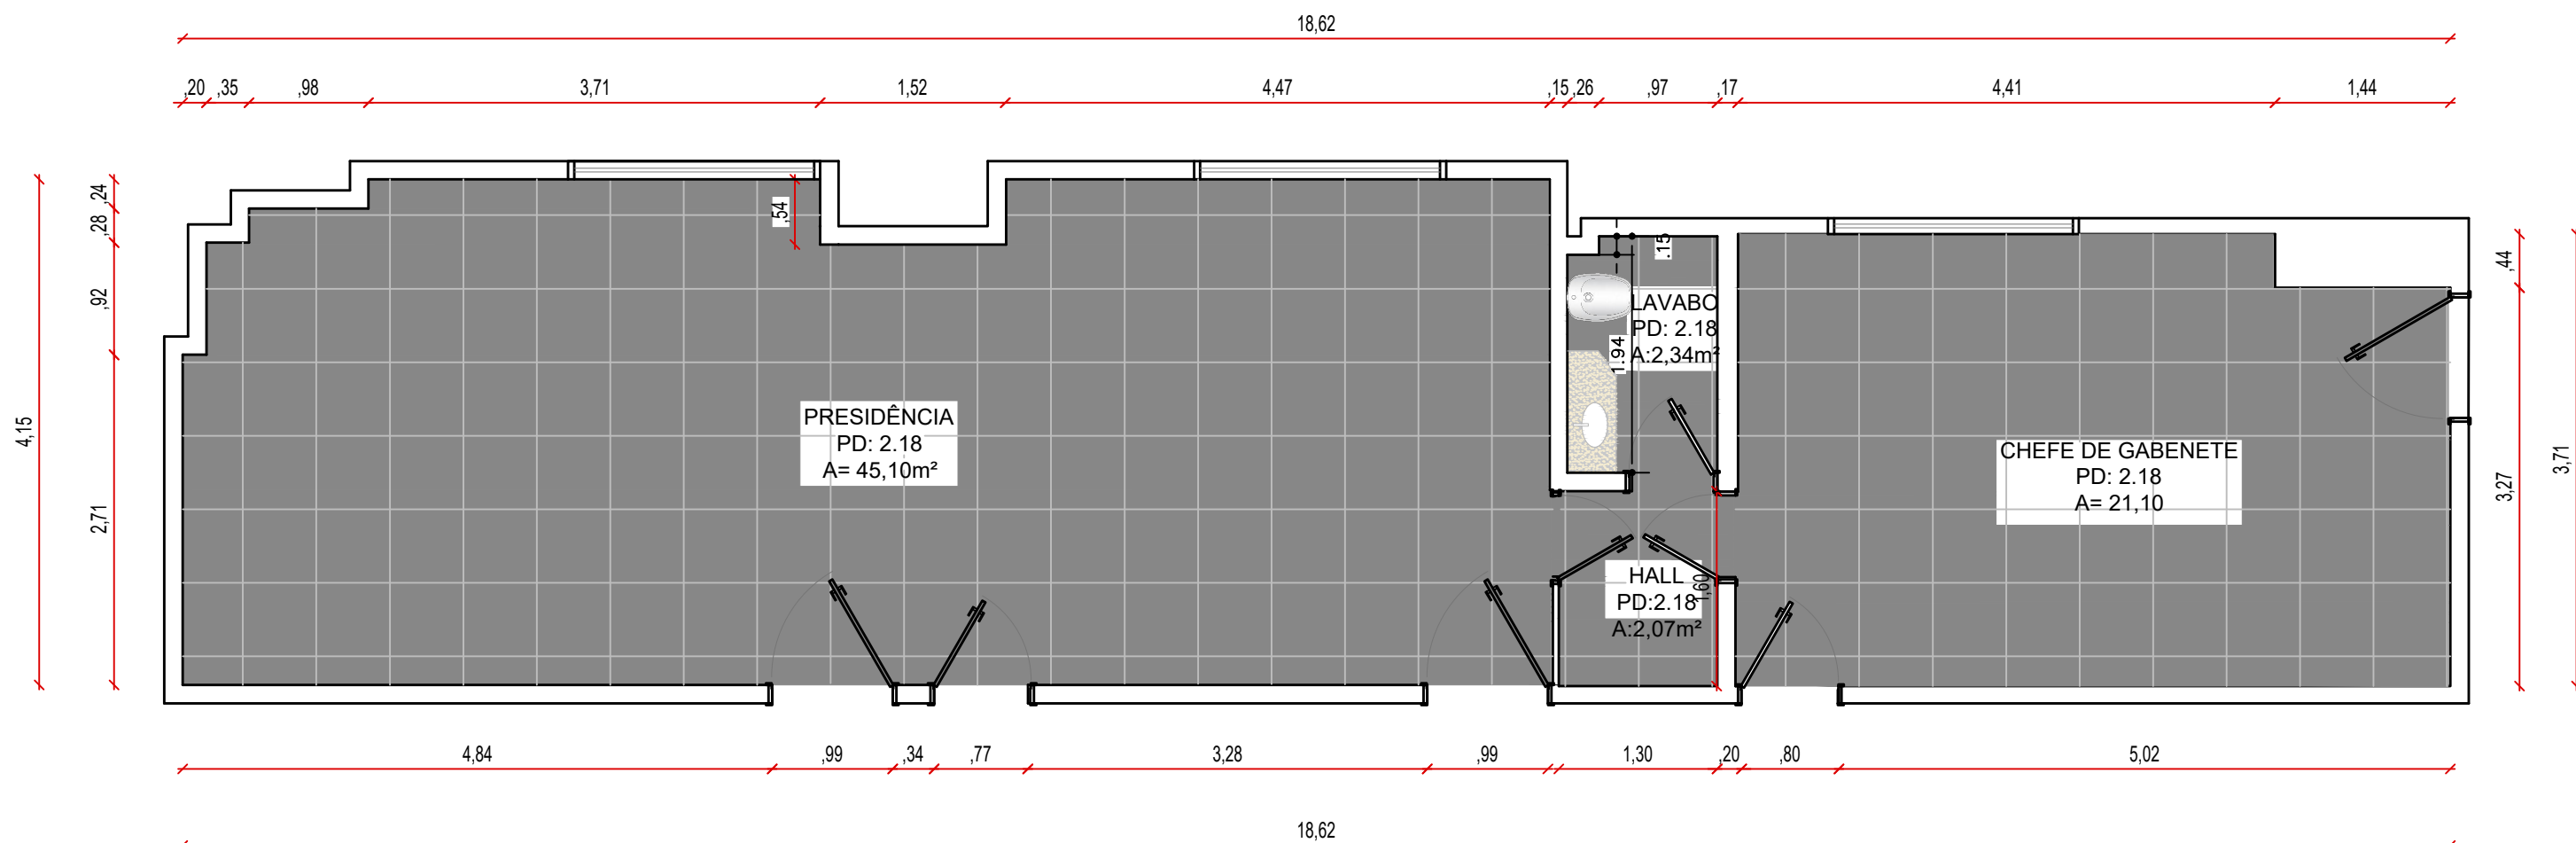 18,62
,20 ,35 ,98 3,71 1,52 4,47 ,15 ,26 ,97 ,17 4,41 1,44
,24
,28
,92
2,71
4,15
,54
.15
1.94
LAVABO
PD: 2.18
A:2,34m²
PRESIDÊNCIA
PD: 2.18
A= 45,10m²
CHEFE DE GABENETE
PD: 2.18
A= 21,10
,44
3,27
3,71
HALL
PD:2.18
A:2,07m²
1,60
4,84 ,99 ,34 ,77 3,28 ,99 1,30 ,20 ,80 5,02
18,62